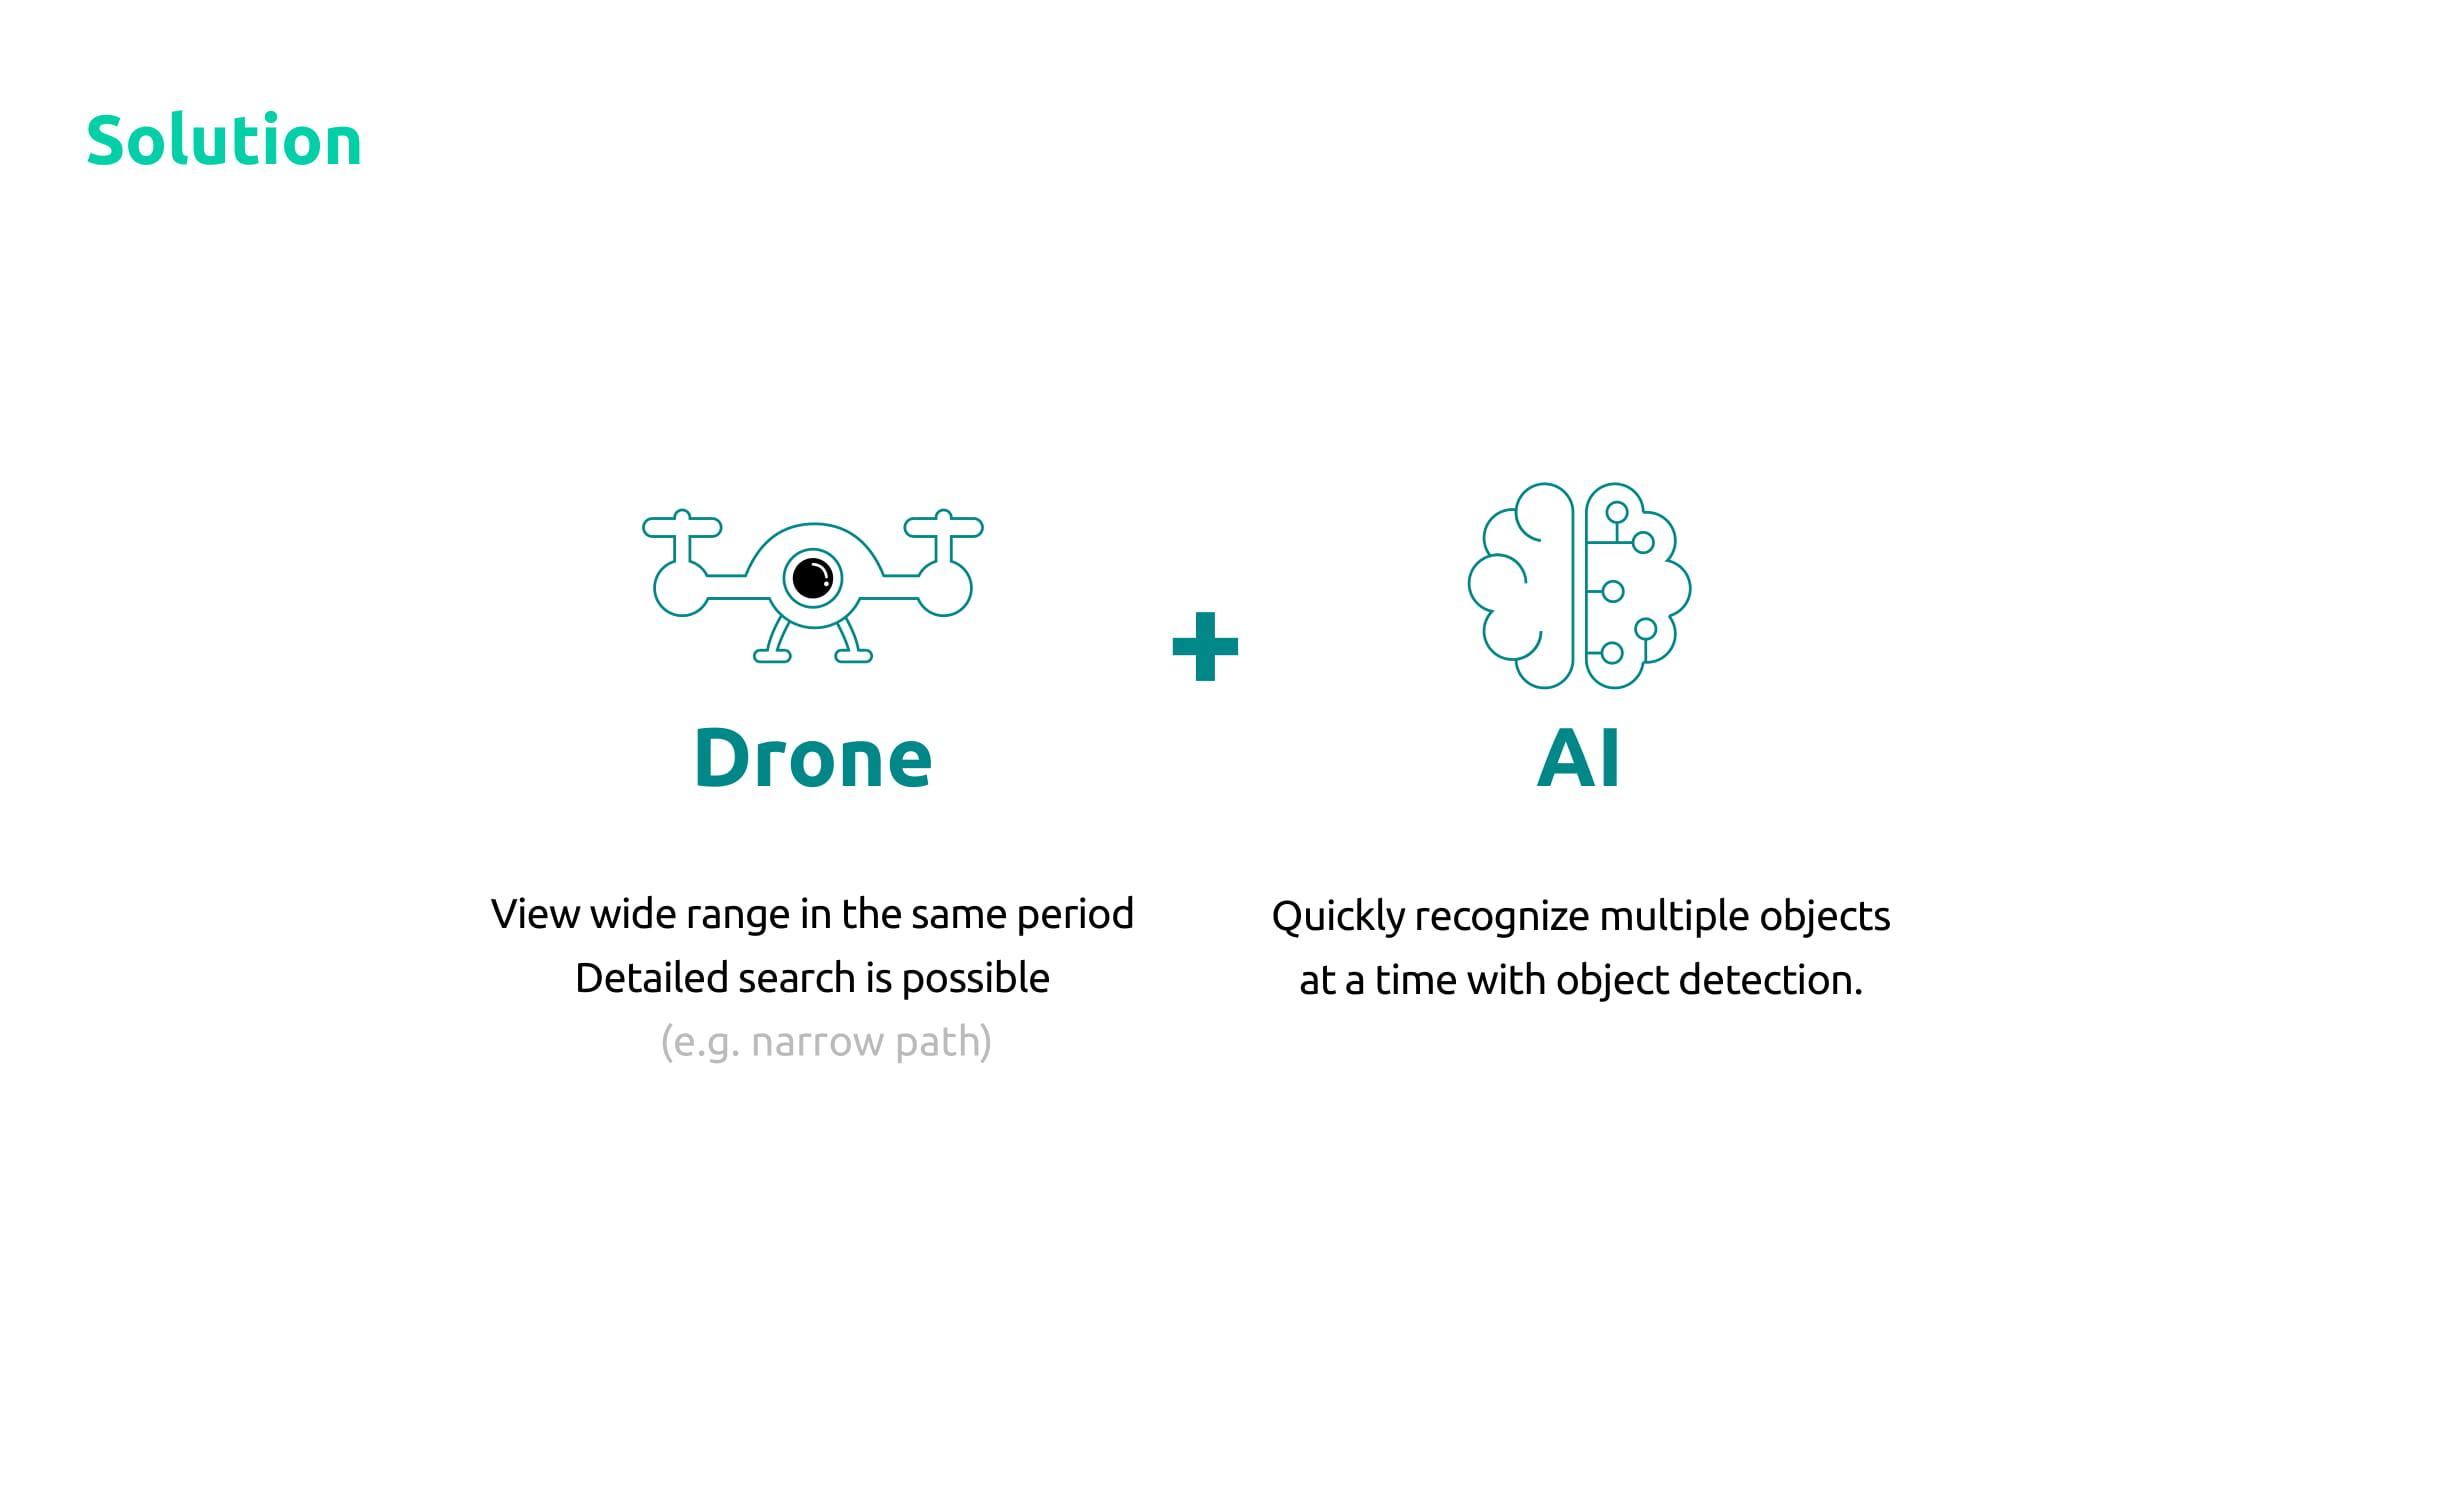 Solution
Drone
View wide range in the same period
Detailed search is possible
(e.g. narrow path)
AI
Quickly recognize multiple objects
at a time with object detection.